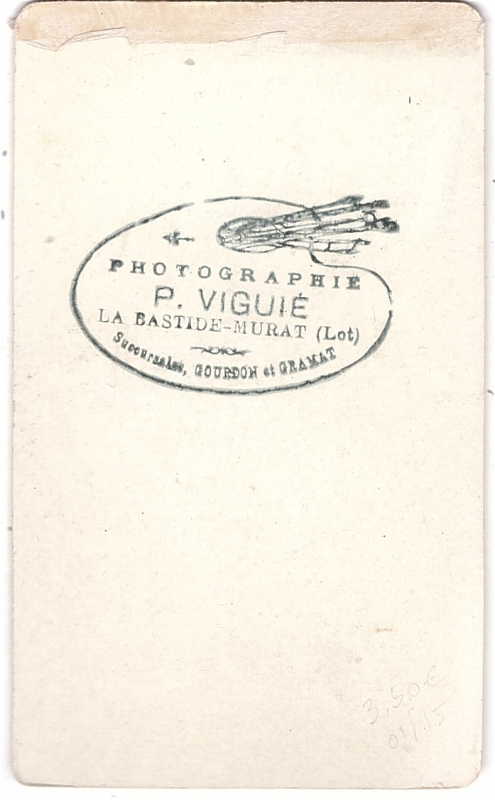 PHOTOGRAPHIE
P. VIGUIÉ
LA BASTIDE-MURAT (Lot)
Succursales, GOURDON et GRAMAT
3,50€
01/15